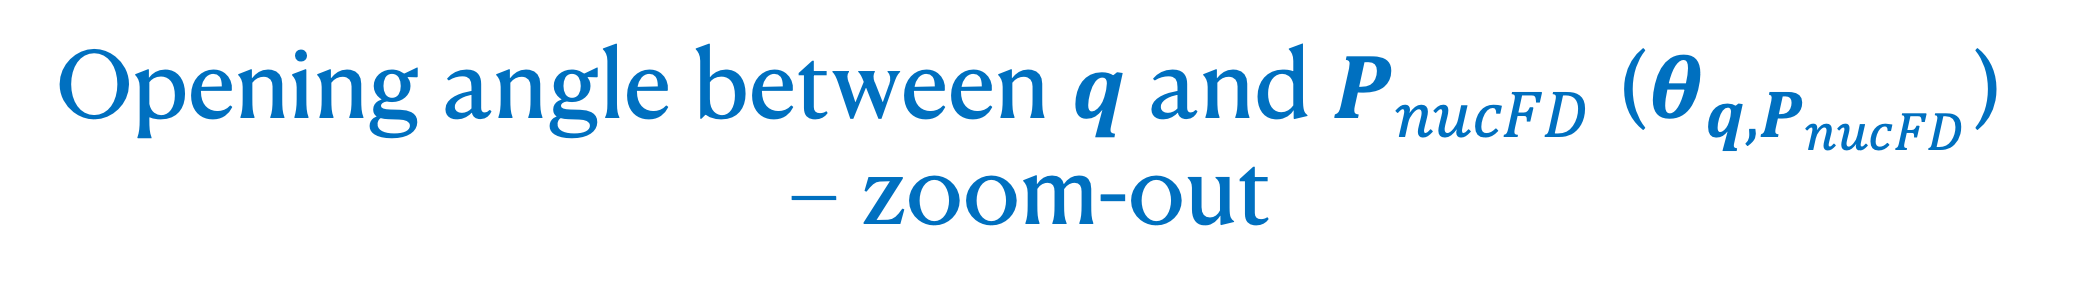 Opening angle between q and P_nucFD (θ_q,P_nucFD)
– zoom-out